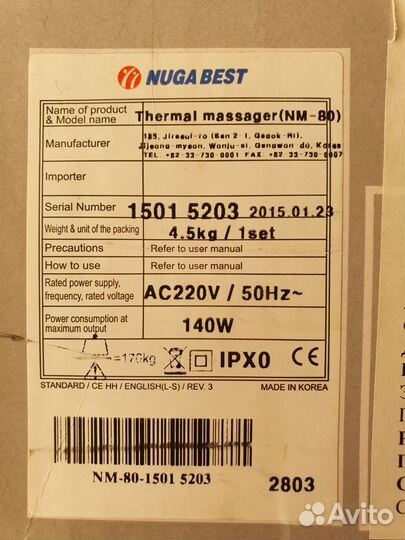 NUGA BEST
Name of product & Model name
Thermal massager(NM-80)
Manufacturer
185, Jirasul-ro (San 2-1, Gadok-Ri),
Jijeong-myeon, Wonju-si, Gangwon do, Korea
TEL +82 33-730-0001 FAX +82 33-730-0007
Importer
Serial Number
1501 5203 2015.01.23
Weight & unit of the packing
4.5kg / 1set
Precautions
Refer to user manual
How to use
Refer to user manual
Rated power supply, frequency, rated voltage
AC220V / 50Hz~
Power consumption at maximum output
140W
=176kg
IPX0 CE
STANDARD / CE HH / ENGLISH(L-S) / REV. 3
MADE IN KOREA
NM-80-1501 5203
2803
Avito